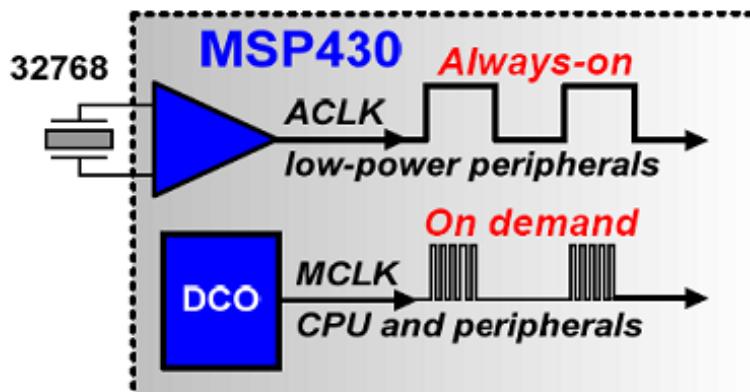 MSP430
32768
Always-on
ACLK
low-power peripherals
On demand
DCO
MCLK
CPU and peripherals